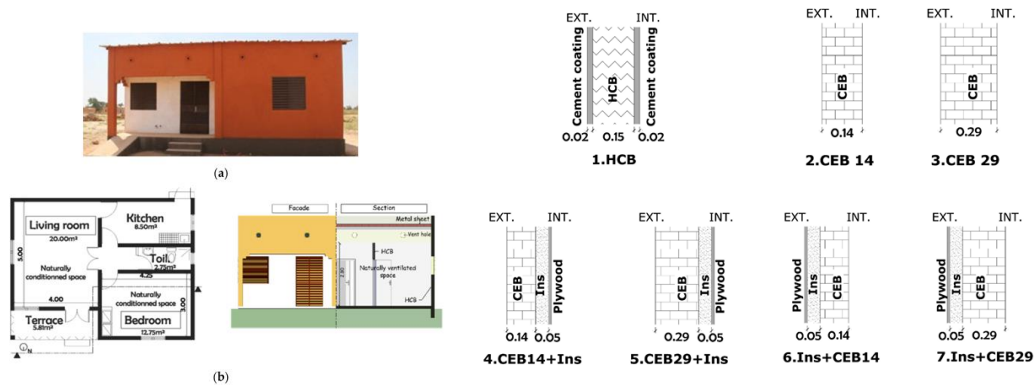 (a)
Living room
20.00m²
Kitchen
8.50m²
Toil.
2.75m²
4.25
5.00
Naturally
conditionned space
4.00
Naturally
conditionned space
3.00
Terrace
5.81m²
Bedroom
12.75m²
N
Facade
Section
Metal sheet
Vent hole
HCB
2.80
Naturally ventilated
space
HCB
(b)
EXT. INT.
Cement coating
HCB
Cement coating
0.02 0.15 0.02
1.HCB
EXT. INT.
CEB
0.14
2.CEB 14
EXT. INT.
CEB
0.29
3.CEB 29
EXT. INT.
CEB
Ins
Plywood
0.14 0.05
4.CEB14+Ins
EXT. INT.
CEB
Ins
Plywood
0.29 0.05
5.CEB29+Ins
EXT. INT.
Plywood
Ins
CEB
0.05 0.14
6.Ins+CEB14
EXT. INT.
Plywood
Ins
CEB
0.05 0.29
7.Ins+CEB29